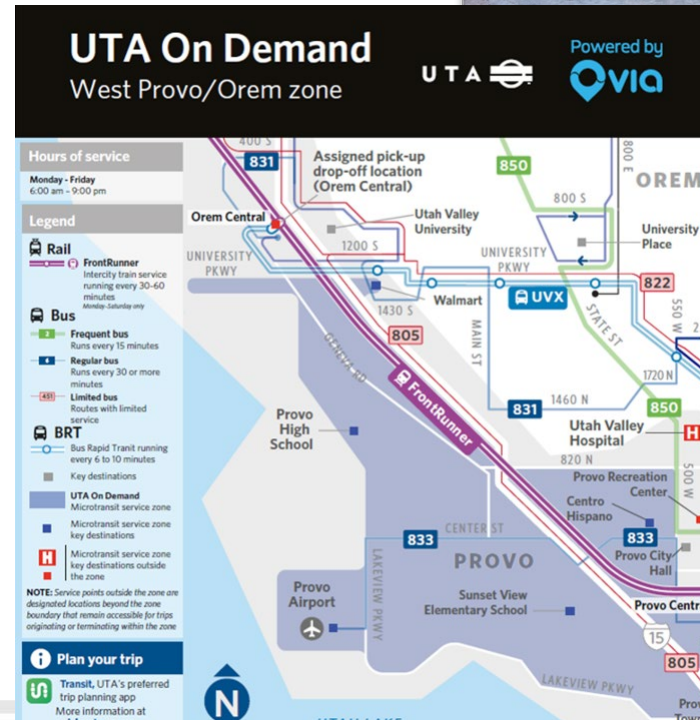 UTA On Demand
West Provo/Orem zone
UTA
Powered by
via
Hours of service
Monday - Friday
6:00 am - 9:00 pm
Legend
Rail
FrontRunner
Intercity train service
running every 30-60
minutes
Monday-Saturday only
Bus
2
Frequent bus
Runs every 15 minutes
4
Regular bus
Runs every 30 or more
minutes
451
Limited bus
Routes with limited
service
BRT
Bus Rapid Tranit running
every 6 to 10 minutes
Key destinations
UTA On Demand
Microtransit service zone
Microtransit service zone
key destinations
H
Microtransit service zone
key destinations outside
the zone
NOTE: Service points outside the zone are
designated locations beyond the zone
boundary that remain accessible for trips
originating or terminating within the zone
i Plan your trip
Transit, UTA's preferred
trip planning app
More information at
400 S
831
Assigned pick-up
drop-off location
(Orem Central)
Orem Central
Utah Valley
University
1200 S
UNIVERSITY
PKWY
850
800 E
OREM
800 S
University
Place
UNIVERSITY
PKWY
822
Walmart
UVX
1430 S
805
MAIN ST
STATE ST
550 W
GENEVA RD
FrontRunner
1720 N
831
1460 N
850
Provo
High
School
Utah Valley
Hospital
H
820 N
500 W
Provo Recreation
Center
Centro
Hispano
833
CENTER ST
833
PROVO
Provo City
Hall
LAKEVIEW PKWY
Provo
Airport
Sunset View
Elementary School
Provo Centr
15
805
LAKEVIEW PKWY
N
UTAH LAKE